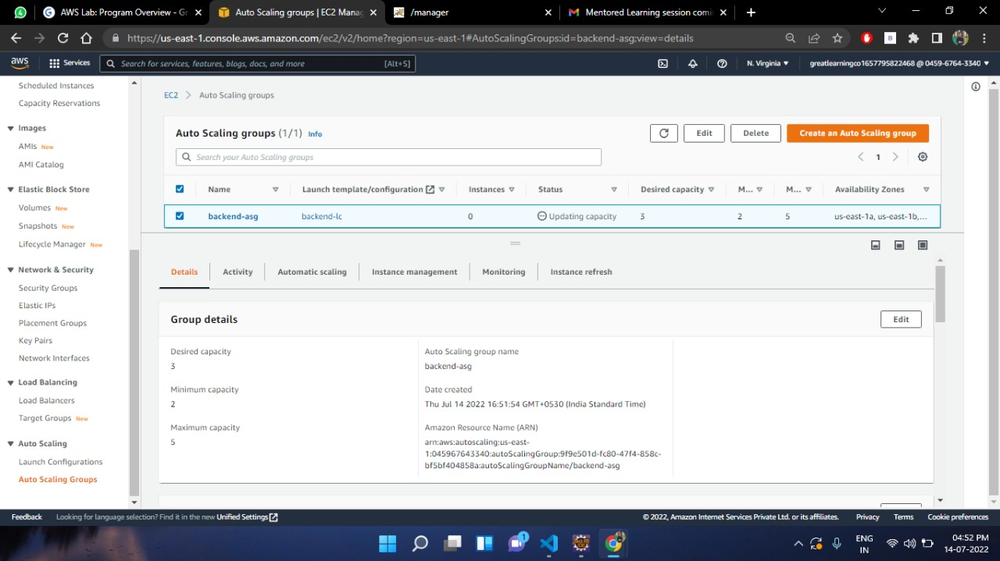 4
AWS Lab: Program Overview - Gr
Auto Scaling groups | EC2 Manag
/manager
Mentored Learning session comi
https://us-east-1.console.aws.amazon.com/ec2/v2/home?region=us-east-1#AutoScalingGroups:id=backend-asg;view=details
aws
Services
Search for services, features, blogs, docs, and more
[Alt+S]
N. Virginia
greatlearningco1657795822468 @ 0459-6764-3340
Scheduled Instances
Capacity Reservations
Images
AMIs New
AMI Catalog
Elastic Block Store
Volumes New
Snapshots New
Lifecycle Manager New
Network & Security
Security Groups
Elastic IPs
Placement Groups
Key Pairs
Network Interfaces
Load Balancing
Load Balancers
Target Groups New
Auto Scaling
Launch Configurations
Auto Scaling Groups
EC2 > Auto Scaling groups
Auto Scaling groups (1/1) Info
Edit
Delete
Create an Auto Scaling group
Search your Auto Scaling groups
1
Name
Launch template/configuration
Instances
Status
Desired capacity
M...
M...
Availability Zones
backend-asg
backend-lc
0
Updating capacity
3
2
5
us-east-1a, us-east-1b,...
Details
Activity
Automatic scaling
Instance management
Monitoring
Instance refresh
Group details
Edit
Desired capacity
3
Minimum capacity
2
Maximum capacity
5
Auto Scaling group name
backend-asg
Date created
Thu Jul 14 2022 16:51:54 GMT+0530 (India Standard Time)
Amazon Resource Name (ARN)
arn:aws:autoscaling:us-east-
1:045967643340:autoScalingGroup:9f9e501d-fc80-47f4-858c-
bf5bf404858a:autoScalingGroupName/backend-asg
Feedback
Looking for language selection? Find it in the new Unified Settings
© 2022, Amazon Internet Services Private Ltd. or its affiliates.
Privacy
Terms
Cookie preferences
1
ENG
IN
04:52 PM
14-07-2022